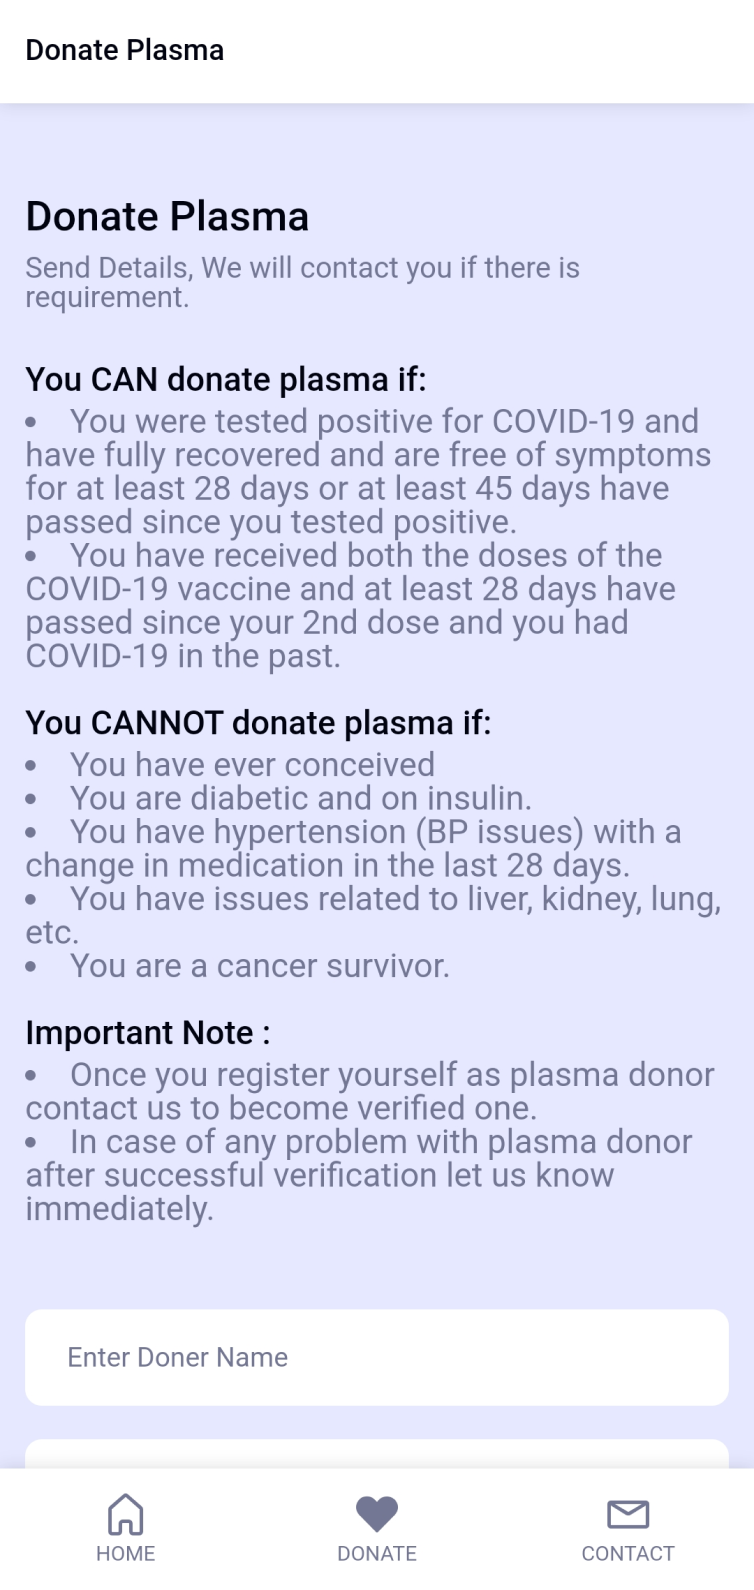 Donate Plasma
Donate Plasma
Send Details, We will contact you if there is
requirement.
You CAN donate plasma if:
• You were tested positive for COVID-19 and
have fully recovered and are free of symptoms
for at least 28 days or at least 45 days have
passed since you tested positive.
• You have received both the doses of the
COVID-19 vaccine and at least 28 days have
passed since your 2nd dose and you had
COVID-19 in the past.
You CANNOT donate plasma if:
• You have ever conceived
• You are diabetic and on insulin.
• You have hypertension (BP issues) with a
change in medication in the last 28 days.
• You have issues related to liver, kidney, lung,
etc.
• You are a cancer survivor.
Important Note :
• Once you register yourself as plasma donor
contact us to become verified one.
• In case of any problem with plasma donor
after successful verification let us know
immediately.
Enter Doner Name
HOME
DONATE
CONTACT